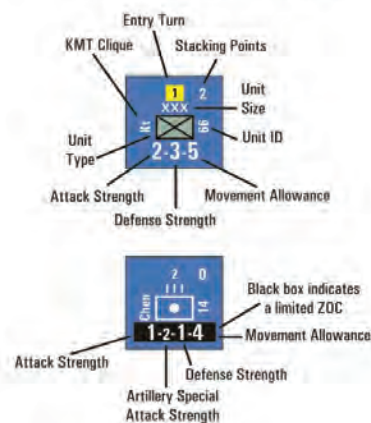 Entry Turn
KMT Clique
Stacking Points
1 2
XXX
Unit Size
Kt
66
Unit Type
Unit ID
2-3-5
Attack Strength
Movement Allowance
Defense Strength
2 0
III
Chen
14
Black box indicates a limited ZOC
1-2-1-4
Movement Allowance
Attack Strength
Defense Strength
Artillery Special Attack Strength